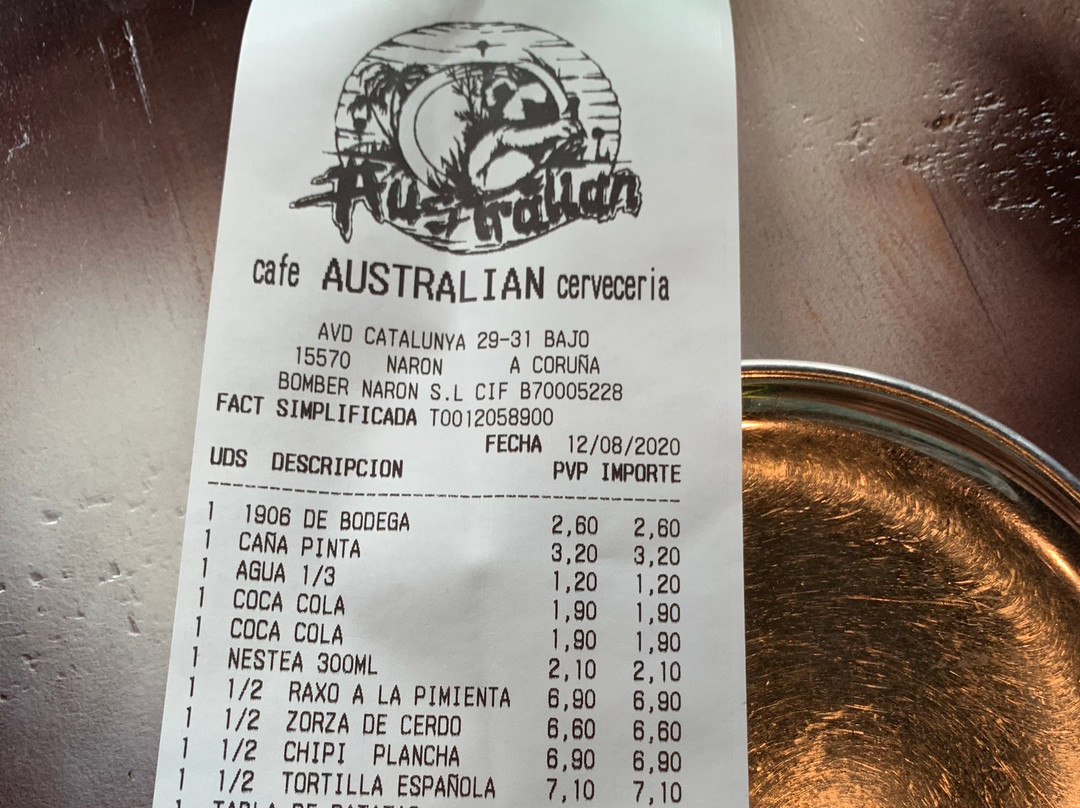 Australian
cafe AUSTRALIAN cerveceria
AVD CATALUNYA 29-31 BAJO
15570 NARON A CORUÑA
BOMBER NARON S.L CIF B70005228
FACT SIMPLIFICADA T0012058900
FECHA 12/08/2020
UDS DESCRIPCION PVP IMPORTE
1 1906 DE BODEGA 2,60 2,60
1 CAÑA PINTA 3,20 3,20
1 AGUA 1/3 1,20 1,20
1 COCA COLA 1,90 1,90
1 COCA COLA 1,90 1,90
1 NESTEA 300ML 2,10 2,10
1 1/2 RAXO A LA PIMIENTA 6,90 6,90
1 1/2 ZORZA DE CERDO 6,60 6,60
1 1/2 CHIPI PLANCHA 6,90 6,90
1 1/2 TORTILLA ESPAÑOLA 7,10 7,10
1 TABLA DE